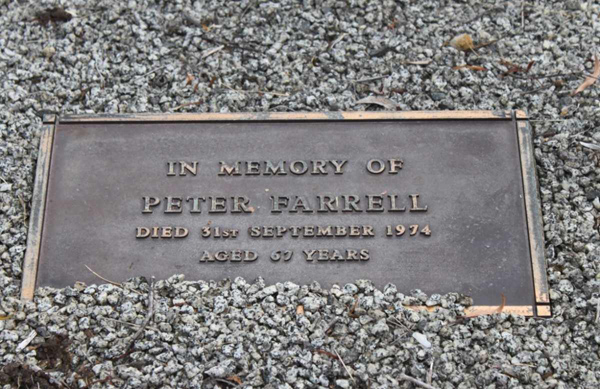 IN MEMORY OF
PETER FARRELL
DIED 31ST SEPTEMBER 1974
AGED 67 YEARS